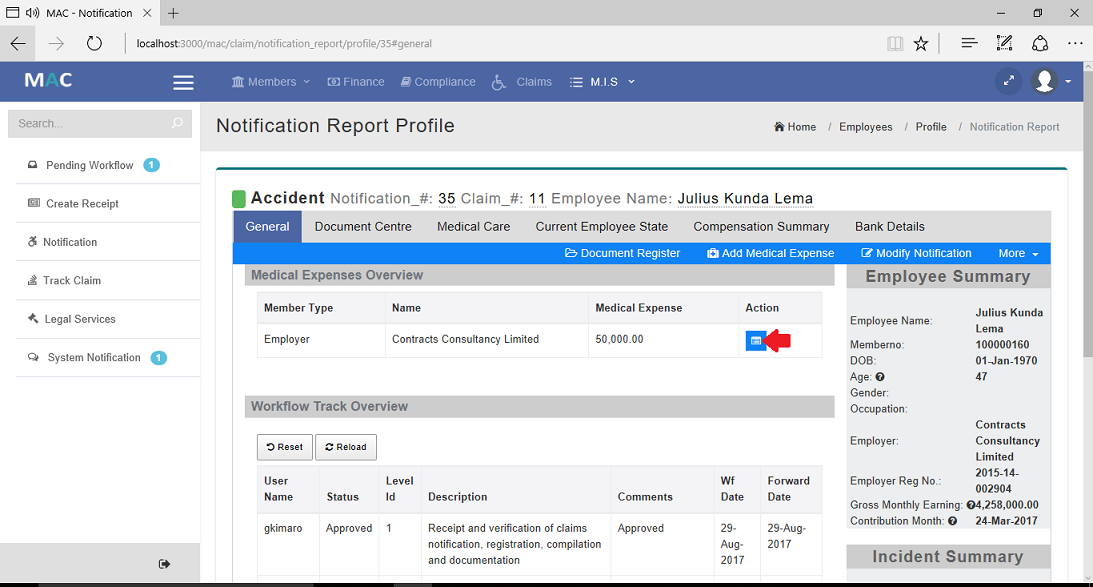 MAC - Notification
localhost:3000/mac/claim/notification_report/profile/35#general
MAC
Members
Finance
Compliance
Claims
M.I.S
Search...
Notification Report Profile
Home / Employees / Profile / Notification Report
Pending Workflow 1
Create Receipt
Notification
Track Claim
Legal Services
System Notification 1
Accident Notification_#: 35 Claim_#: 11 Employee Name: Julius Kunda Lema
General Document Centre Medical Care Current Employee State Compensation Summary Bank Details
Document Register Add Medical Expense Modify Notification More
Medical Expenses Overview
Member Type Name Medical Expense Action
Employer Contracts Consultancy Limited 50,000.00
Workflow Track Overview
Reset Reload
User Name Status Level Id Description Comments Wf Date Forward Date
gkimaro Approved 1 Receipt and verification of claims notification, registration, compilation and documentation Approved 29-Aug-2017 29-Aug-2017
Employee Summary
Employee Name: Julius Kunda Lema
Memberno: 100000160
DOB: 01-Jan-1970
Age: 47
Gender:
Occupation:
Employer: Contracts Consultancy Limited
Employer Reg No.: 2015-14-002904
Gross Monthly Earning: 4,258,000.00
Contribution Month: 24-Mar-2017
Incident Summary